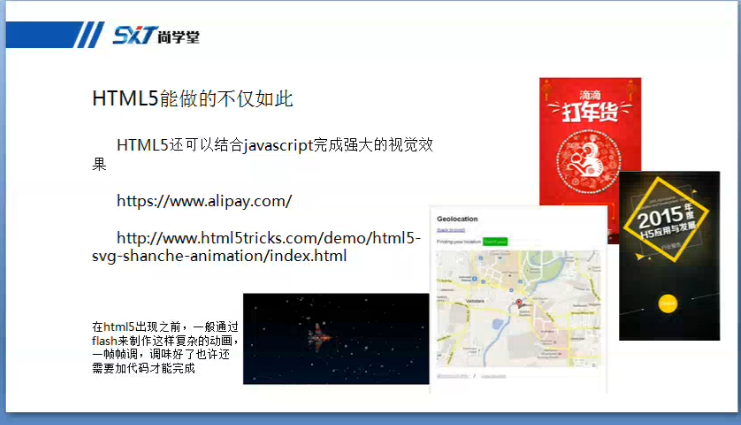 SXT 尚学堂
HTML5能做的不仅如此
HTML5还可以结合javascript完成强大的视觉效
果
https://www.alipay.com/
http://www.html5tricks.com/demo/html5-
svg-shanche-animation/index.html
在html5出现之前，一般通过
flash来制作这样复杂的动画，
一帧帧调，调味好了也许还
需要加代码才能完成
滴滴
打年货
2015年
度
H5应用与发展
Geolocation
Finding your location